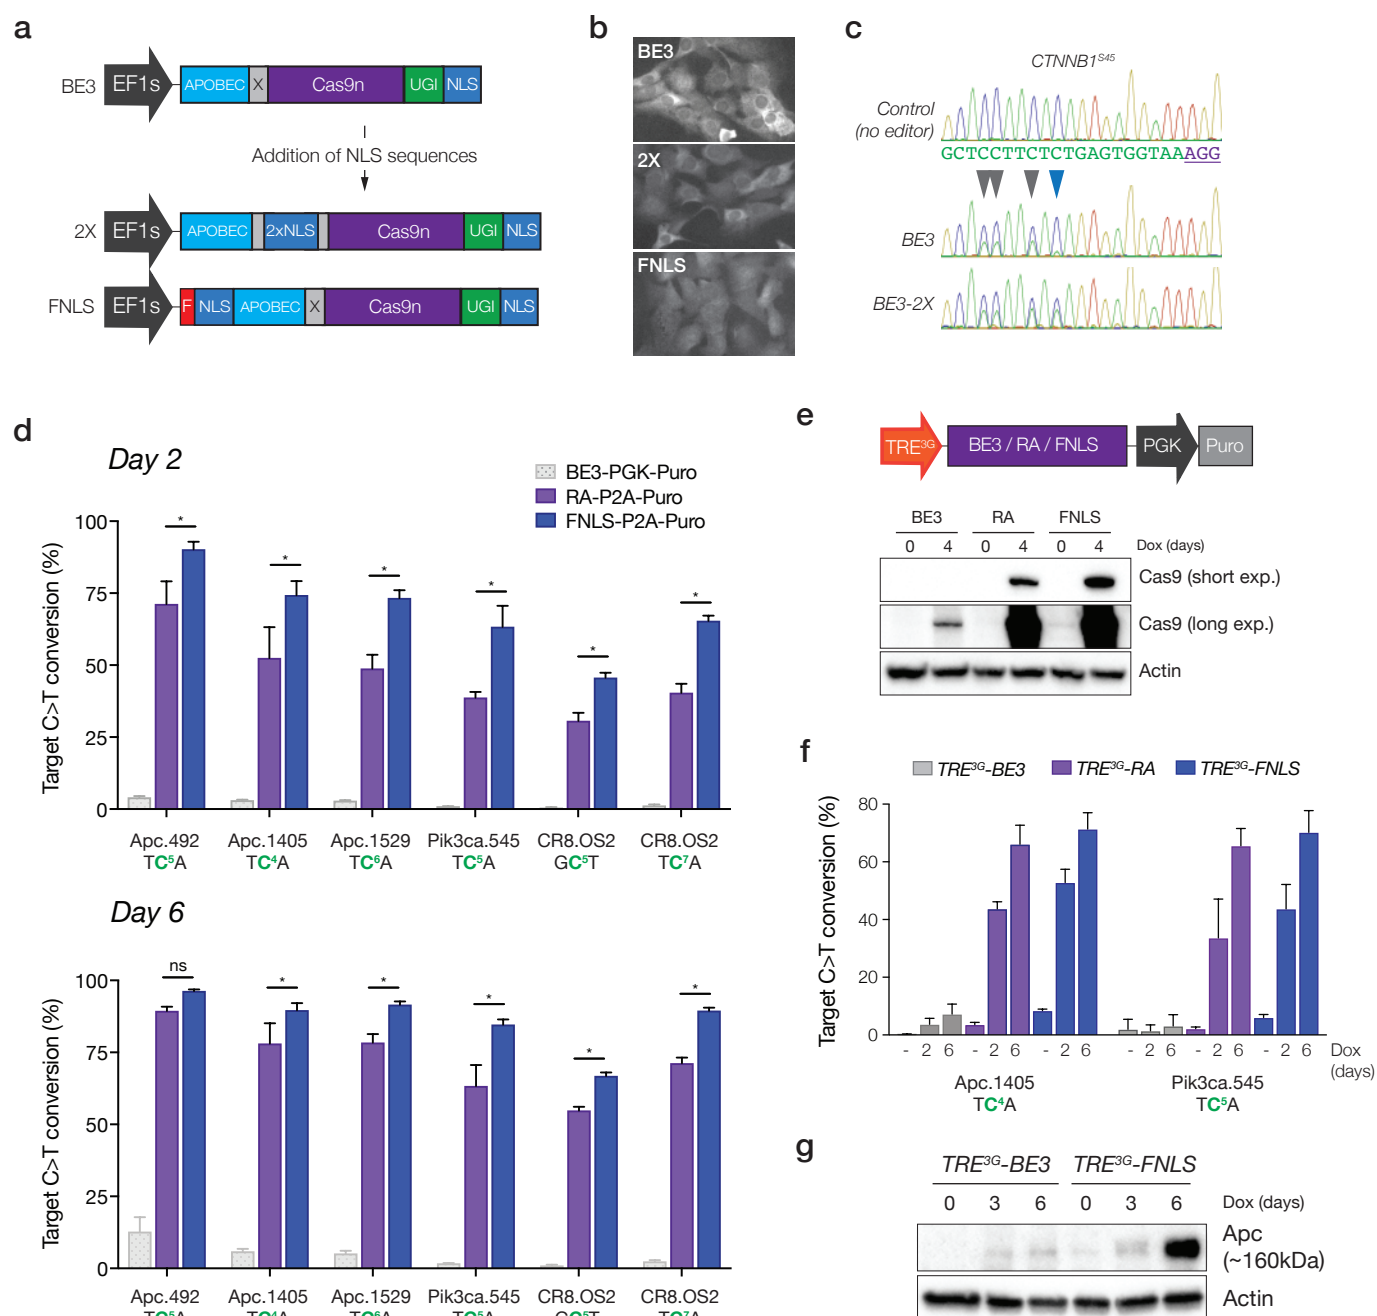 a
BE3 EF1s APOBEC X Cas9n UGI NLS
Addition of NLS sequences
2X EF1s APOBEC 2xNLS Cas9n UGI NLS
FNLS EF1s F NLS APOBEC X Cas9n UGI NLS
b
BE3
2X
FNLS
c
CTNNB1S45
Control
(no editor)
GCTCCTTCTCTGAGTGGTAAAGG
BE3
BE3-2X
d
Day 2
BE3-PGK-Puro
RA-P2A-Puro
FNLS-P2A-Puro
Target C>T conversion (%)
100
75
50
25
0
* * * * * *
Apc.492 Apc.1405 Apc.1529 Pik3ca.545 CR8.OS2 CR8.OS2
TC⁵A TC⁴A TC⁶A TC⁵A GC⁵T TC⁷A
Day 6
Target C>T conversion (%)
100
75
50
25
0
ns * * * * *
Apc.492 Apc.1405 Apc.1529 Pik3ca.545 CR8.OS2 CR8.OS2
TC⁵A TC⁴A TC⁶A TC⁵A GC⁵T TC⁷A
e
TRE3G BE3 / RA / FNLS PGK Puro
BE3 RA FNLS
0 4 0 4 0 4 Dox (days)
Cas9 (short exp.)
Cas9 (long exp.)
Actin
f
TRE3G-BE3 TRE3G-RA TRE3G-FNLS
Target C>T conversion (%)
80
60
40
20
0
- 2 6 - 2 6 - 2 6 - 2 6 - 2 6 - 2 6 Dox
(days)
Apc.1405 Pik3ca.545
TC⁴A TC⁵A
g
TRE3G-BE3 TRE3G-FNLS
0 3 6 0 3 6 Dox (days)
Apc
(~160kDa)
Actin